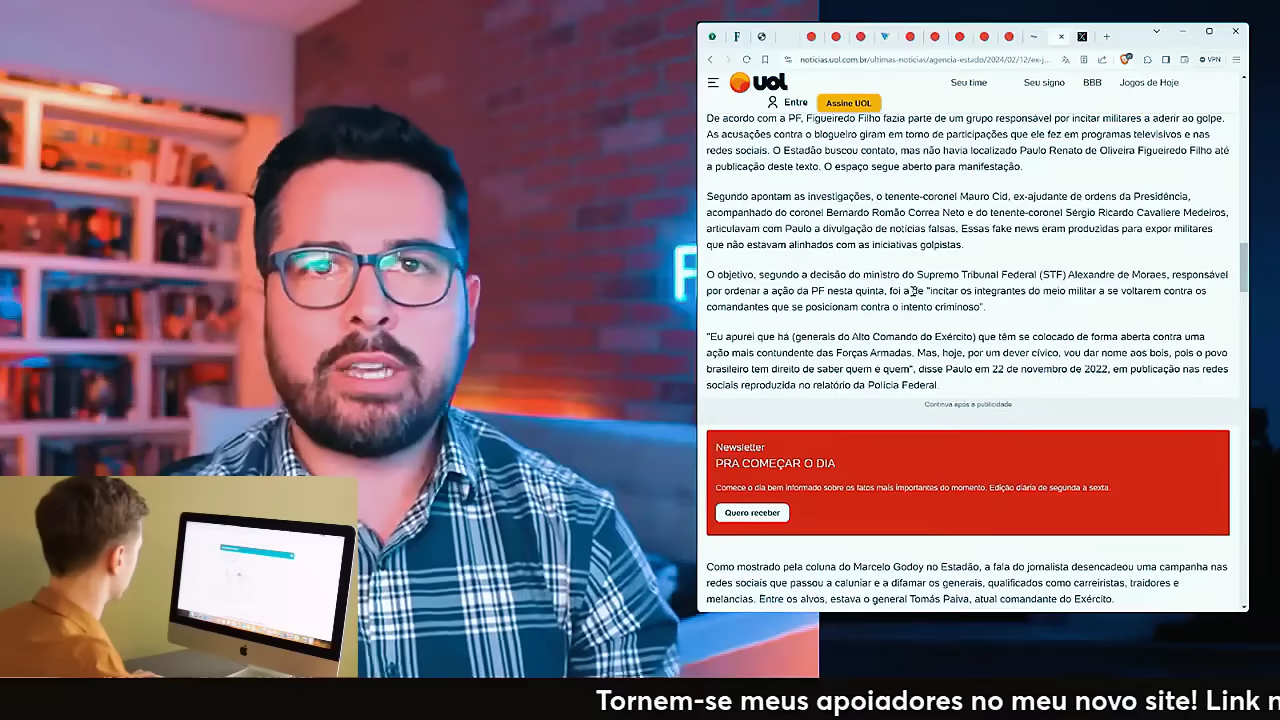 noticias.uol.com.br/ultimas-noticias/agencia-estado/2024/02/12/ex-j...
VPN
UOL
Seu time
Seu signo
BBB
Jogos de Hoje
Entre
Assine UOL
De acordo com a PF, Figueiredo Filho fazia parte de um grupo responsável por incitar militares a aderir ao golpe.
As acusações contra o blogueiro giram em torno de participações que ele fez em programas televisivos e nas
redes sociais. O Estadão buscou contato, mas não havia localizado Paulo Renato de Oliveira Figueiredo Filho até
a publicação deste texto. O espaço segue aberto para manifestação.
Segundo apontam as investigações, o tenente-coronel Mauro Cid, ex-ajudante de ordens da Presidência,
acompanhado do coronel Bernardo Romão Correa Neto e do tenente-coronel Sérgio Ricardo Cavaliere Medeiros,
articulavam com Paulo a divulgação de notícias falsas. Essas fake news eram produzidas para expor militares
que não estavam alinhados com as iniciativas golpistas.
O objetivo, segundo a decisão do ministro do Supremo Tribunal Federal (STF) Alexandre de Moraes, responsável
por ordenar a ação da PF nesta quinta, foi a de "incitar os integrantes do meio militar a se voltarem contra os
comandantes que se posicionam contra o intento criminoso".
"Eu apurei que há (generais do Alto Comando do Exército) que têm se colocado de forma aberta contra uma
ação mais contundente das Forças Armadas. Mas, hoje, por um dever cívico, vou dar nome aos bois, pois o povo
brasileiro tem direito de saber quem é quem", disse Paulo em 22 de novembro de 2022, em publicação nas redes
sociais reproduzida no relatório da Polícia Federal.
Continua após a publicidade
Newsletter
PRA COMEÇAR O DIA
Comece o dia bem informado sobre os fatos mais importantes do momento. Edição diária de segunda a sexta.
Quero receber
Como mostrado pela coluna do Marcelo Godoy no Estadão, a fala do jornalista desencadeou uma campanha nas
redes sociais que passou a caluniar e a difamar os generais, qualificados como carreiristas, traidores e
melancias. Entre os alvos, estava o general Tomás Paiva, atual comandante do Exército.
Tornem-se meus apoiadores no meu novo site! Link